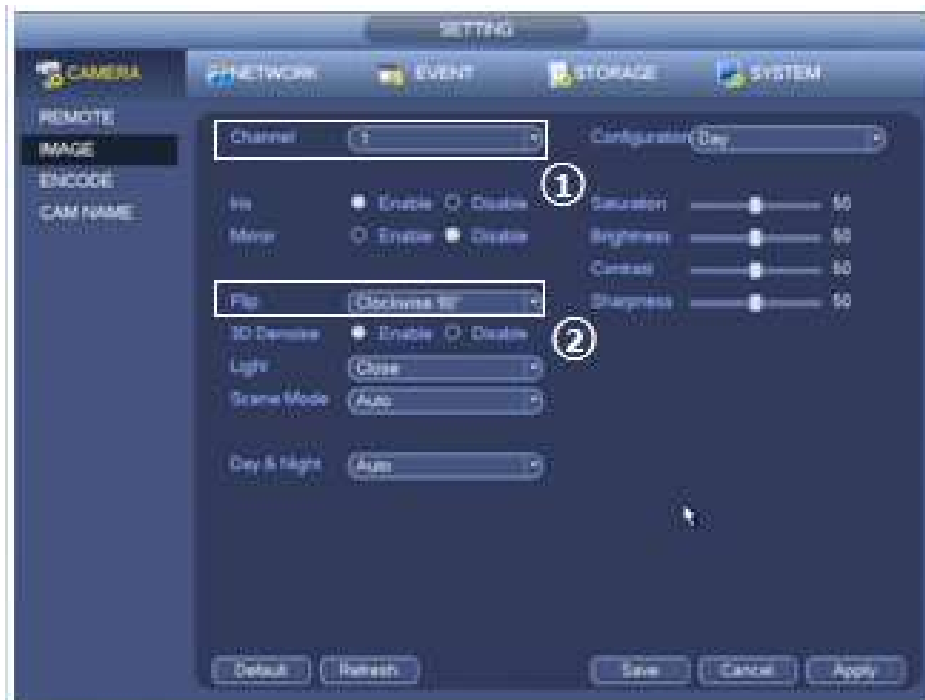 SETTING
CAMERA NETWORK EVENT STORAGE SYSTEM
REMOTE
IMAGE
ENCODE
CAM NAME
Channel 1 Configuration Day
①
Iris Enable Disable Saturation 50
Mirror Enable Disable Brightness 50
Contrast 50
Flip Clockwise 90° Sharpness 50
②
3D Denoise Enable Disable
Light Close
Scene Mode Auto
Day & Night Auto
Default Refresh Save Cancel Apply